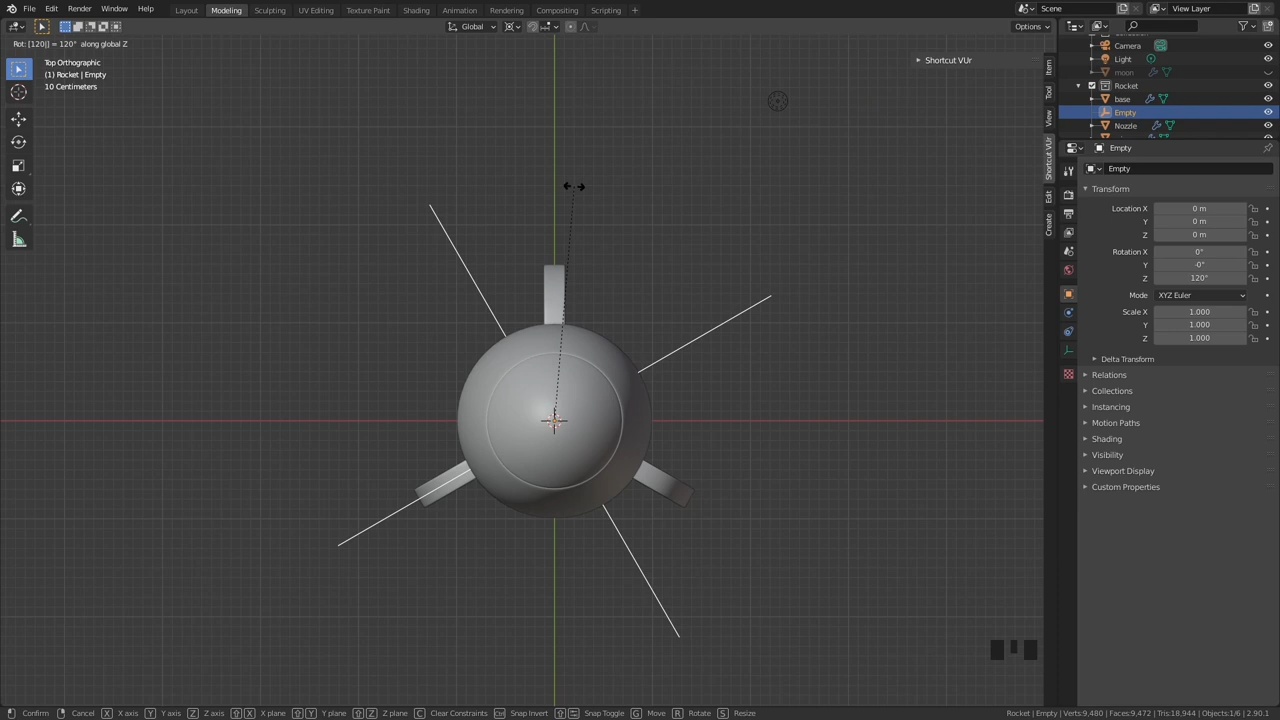 File Edit Render Window Help Layout Modeling Sculpting UV Editing Texture Paint Shading Animation Rendering Compositing Scripting + Scene View Layer
Global Options
Rot: [120|] = 120° along global Z
Top Orthographic
(1) Rocket | Empty
10 Centimeters
Shortcut VUr
Item
Tool
View
Shortcut VUr
Edit
Create
Camera
Light
moon
Rocket
base
Empty
Nozzle
Empty
Empty
Transform
Location X 0 m
Y 0 m
Z 0 m
Rotation X 0°
Y -0°
Z 120°
Mode XYZ Euler
Scale X 1.000
Y 1.000
Z 1.000
Delta Transform
Relations
Collections
Instancing
Motion Paths
Shading
Visibility
Viewport Display
Custom Properties
Confirm Cancel X X axis Y Y axis Z Z axis X X plane Y Y plane Z Z plane C Clear Constraints Ctrl Snap Invert Snap Toggle G Move R Rotate S Resize Rocket | Empty | Verts:9,480 | Faces:9,472 | Tris:18,944 | Objects:1/6 | 2.90.1